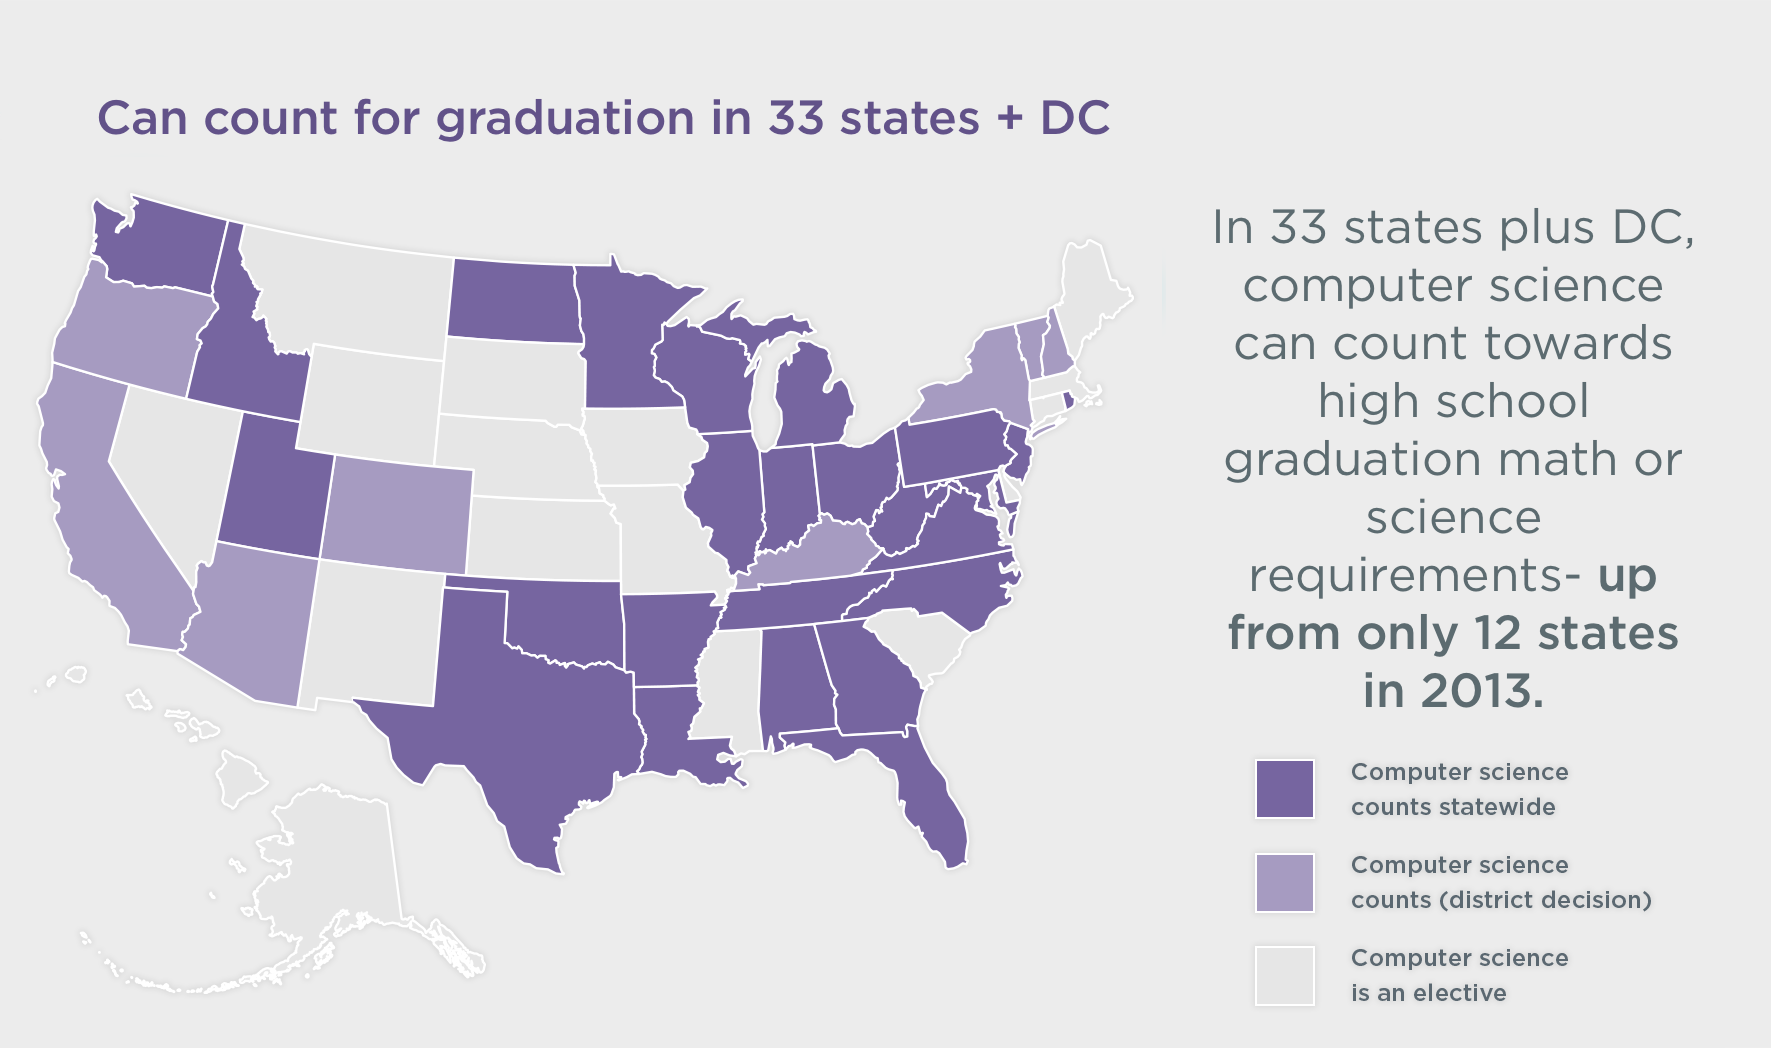 Can count for graduation in 33 states + DC
In 33 states plus DC,
computer science
can count towards
high school
graduation math or
science
requirements- up
from only 12 states
in 2013.
Computer science
counts statewide
Computer science
counts (district decision)
Computer science
is an elective